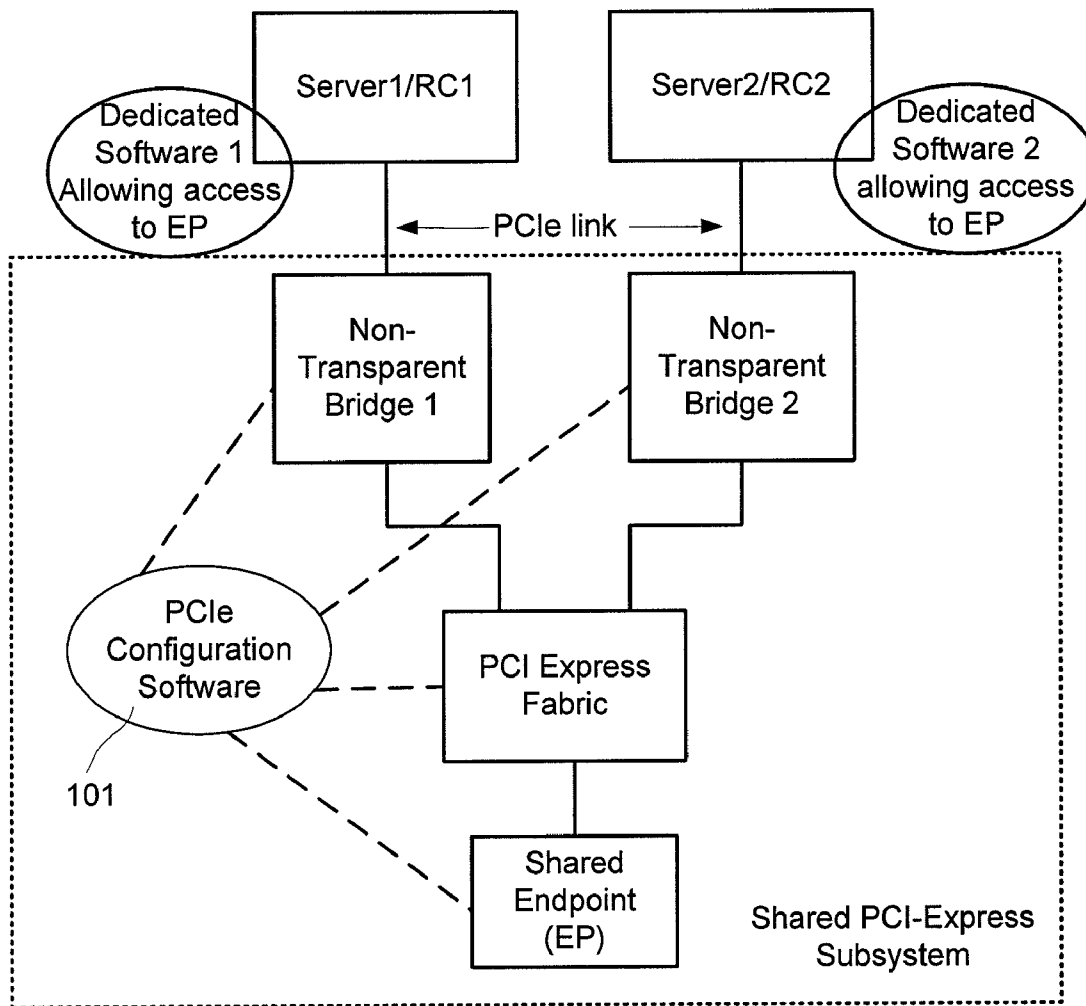 Server1/RC1
Server2/RC2
Dedicated
Software 1
Allowing access
to EP
Dedicated
Software 2
allowing access
to EP
PCIe link
Non-
Transparent
Bridge 1
Non-
Transparent
Bridge 2
PCIe
Configuration
Software
PCI Express
Fabric
101
Shared
Endpoint
(EP)
Shared PCI-Express
Subsystem